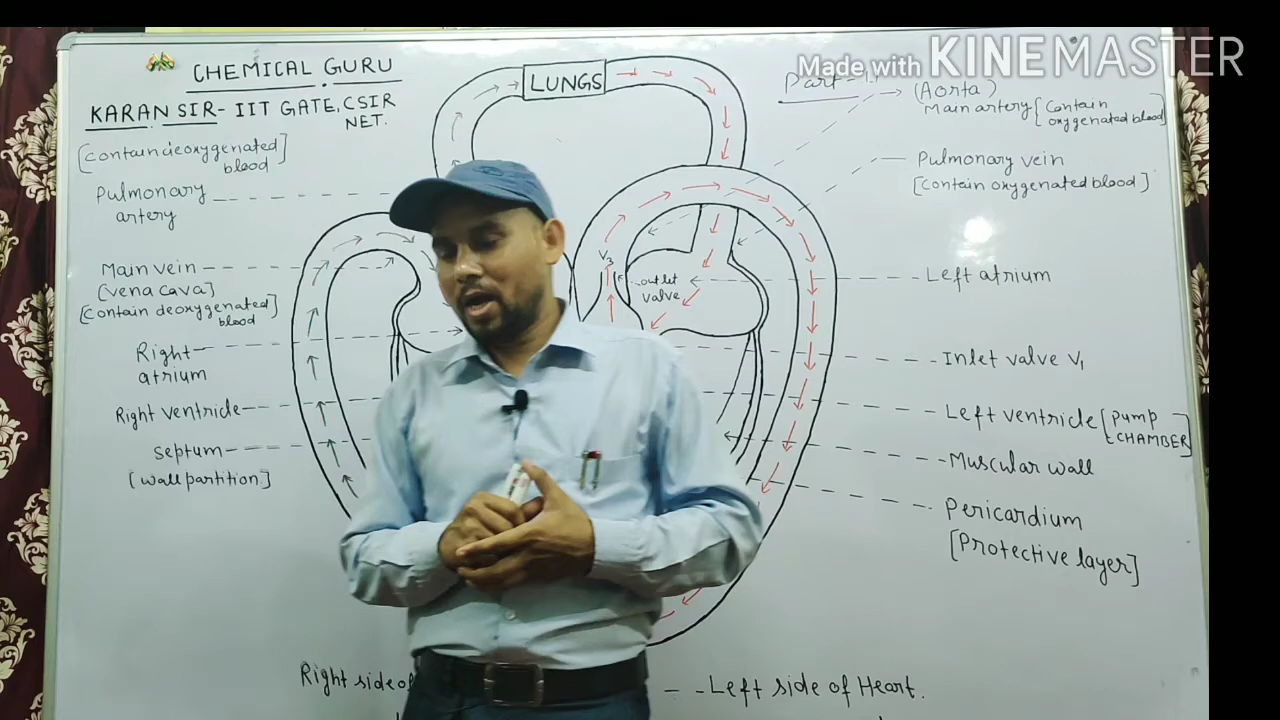 Made with KINEMASTER
CHEMICAL GURU
KARAN SIR- IIT GATE, CSIR
NET.
[contain deoxygenated
blood]
Pulmonary
artery
Main vein
(vena cava)
[contain deoxygenated
blood]
Right
atrium
Right ventricle
Septum
[wall partition]
LUNGS
Part-
(Aorta)
Main artery [contain
oxygenated blood]
Pulmonary vein
[contain oxygenated blood]
V3
outlet
valve
Left atrium
Inlet valve V1
Left ventricle [Pump
CHAMBER]
Muscular wall
Pericardium
[Protective layer]
Right side of
Left side of Heart.